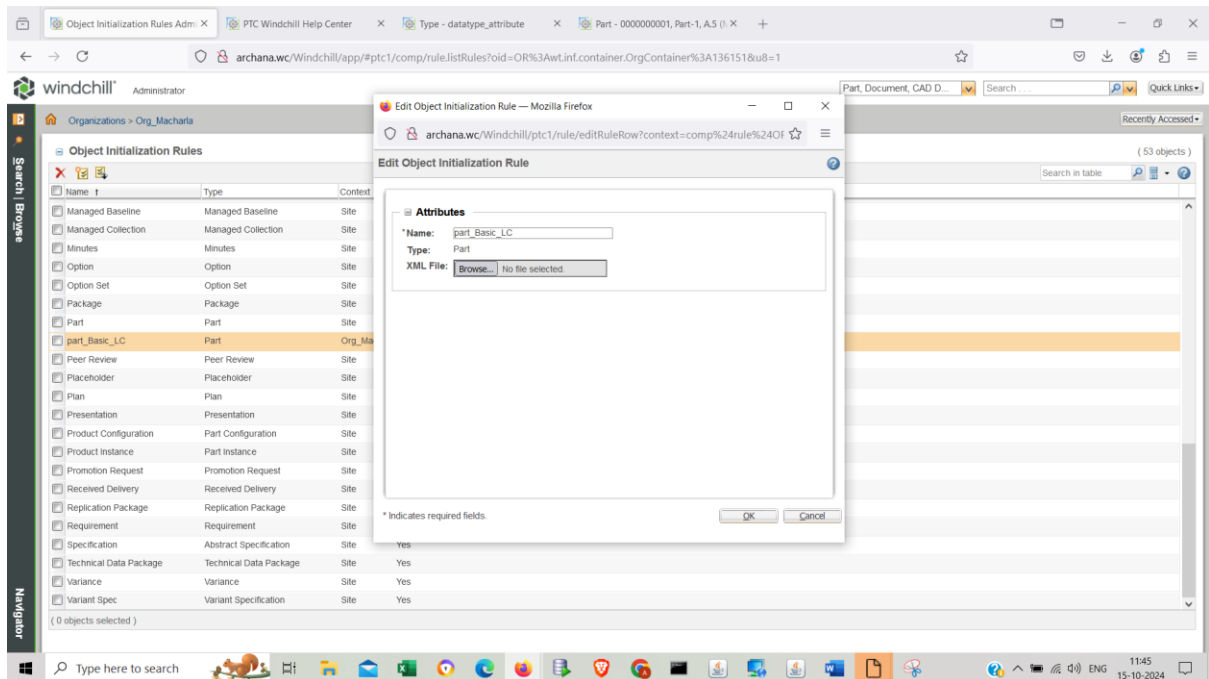 Object Initialization Rules Admi
PTC Windchill Help Center
Type - datatype_attribute
Part - 0000000001, Part-1, A.5 (
archana.wc/Windchill/app/#ptc1/comp/rule.listRules?oid=OR%3Awt.inf.container.OrgContainer%3A136151&u8=1
windchill Administrator
Part, Document, CAD D... Search . . . Quick Links
Organizations > Org_Macharla
Recently Accessed
Search | Browse
Navigator
Object Initialization Rules
( 53 objects )
Search in table
Name Type Context
Managed Baseline Managed Baseline Site
Managed Collection Managed Collection Site
Minutes Minutes Site
Option Option Site
Option Set Option Set Site
Package Package Site
Part Part Site
part_Basic_LC Part Org_Ma
Peer Review Peer Review Site
Placeholder Placeholder Site
Plan Plan Site
Presentation Presentation Site
Product Configuration Part Configuration Site
Product Instance Part Instance Site
Promotion Request Promotion Request Site
Received Delivery Received Delivery Site
Replication Package Replication Package Site
Requirement Requirement Site
Specification Abstract Specification Site Yes
Technical Data Package Technical Data Package Site Yes
Variance Variance Site Yes
Variant Spec Variant Specification Site Yes
( 0 objects selected )
Edit Object Initialization Rule — Mozilla Firefox
archana.wc/Windchill/ptc1/rule/editRuleRow?context=comp%24rule%24OF
Edit Object Initialization Rule
Attributes
*Name: part_Basic_LC
Type: Part
XML File: Browse... No file selected.
* Indicates required fields.
OK Cancel
Type here to search
ENG
11:45
15-10-2024